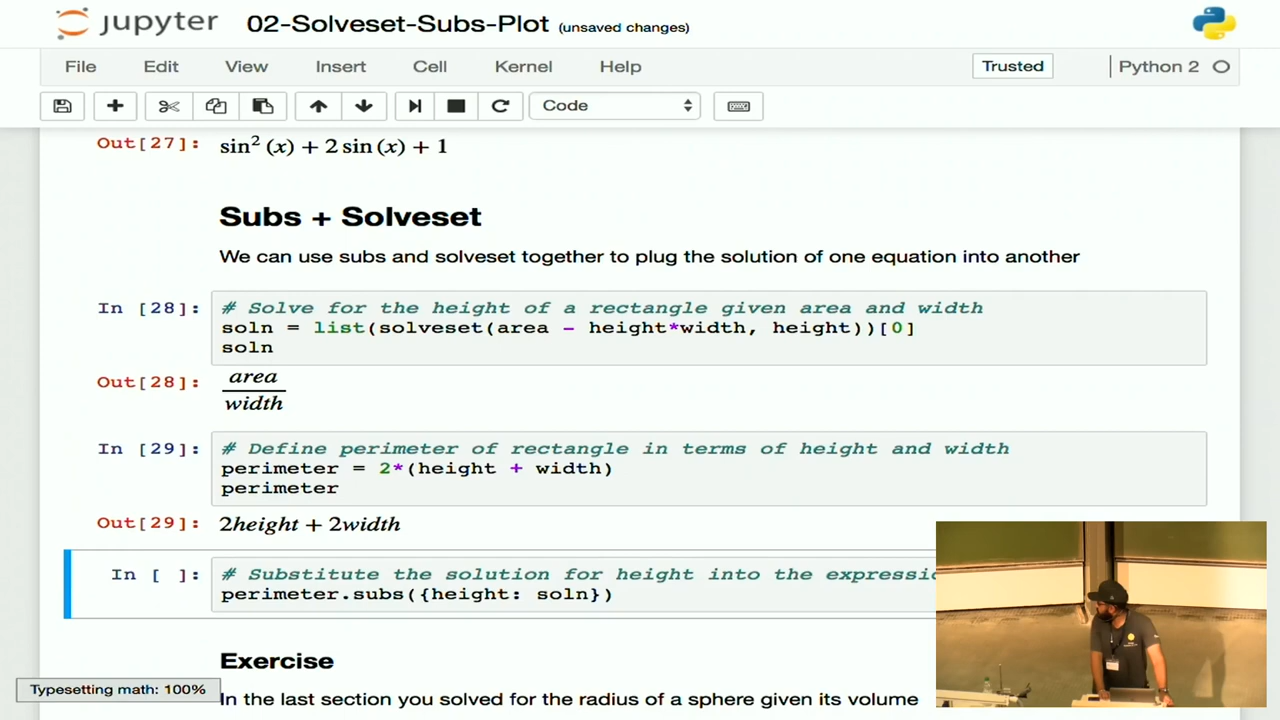 jupyter 02-Solveset-Subs-Plot (unsaved changes)
File Edit View Insert Cell Kernel Help Trusted Python 2
Code
Out[27]: sin² (x) + 2 sin (x) + 1
Subs + Solveset
We can use subs and solveset together to plug the solution of one equation into another
In [28]: # Solve for the height of a rectangle given area and width
soln = list(solveset(area - height*width, height))[0]
soln
Out[28]: area
width
In [29]: # Define perimeter of rectangle in terms of height and width
perimeter = 2*(height + width)
perimeter
Out[29]: 2height + 2width
In [ ]: # Substitute the solution for height into the
perimeter.subs({height: soln})
Exercise
Typesetting math: 100%
In the last section you solved for the radius of a sphere given its volume